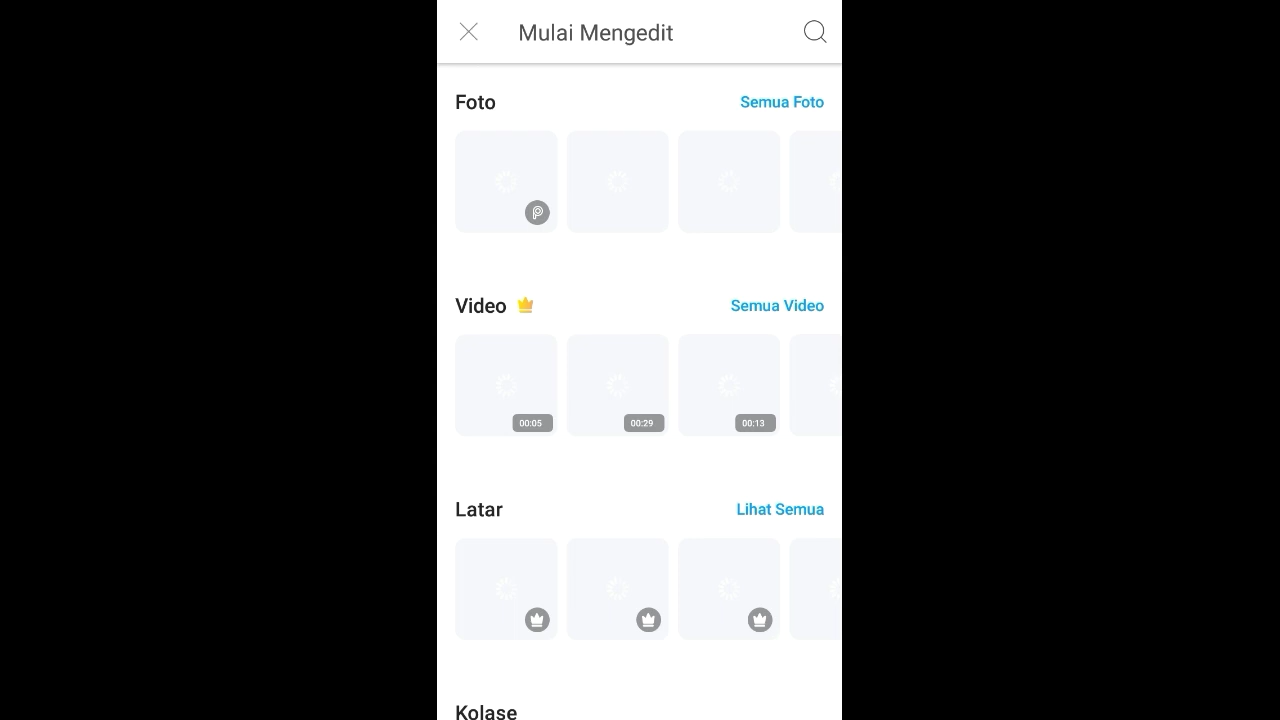 Mulai Mengedit
Foto
Semua Foto
Video
Semua Video
00:05
00:29
00:13
Latar
Lihat Semua
Kolase